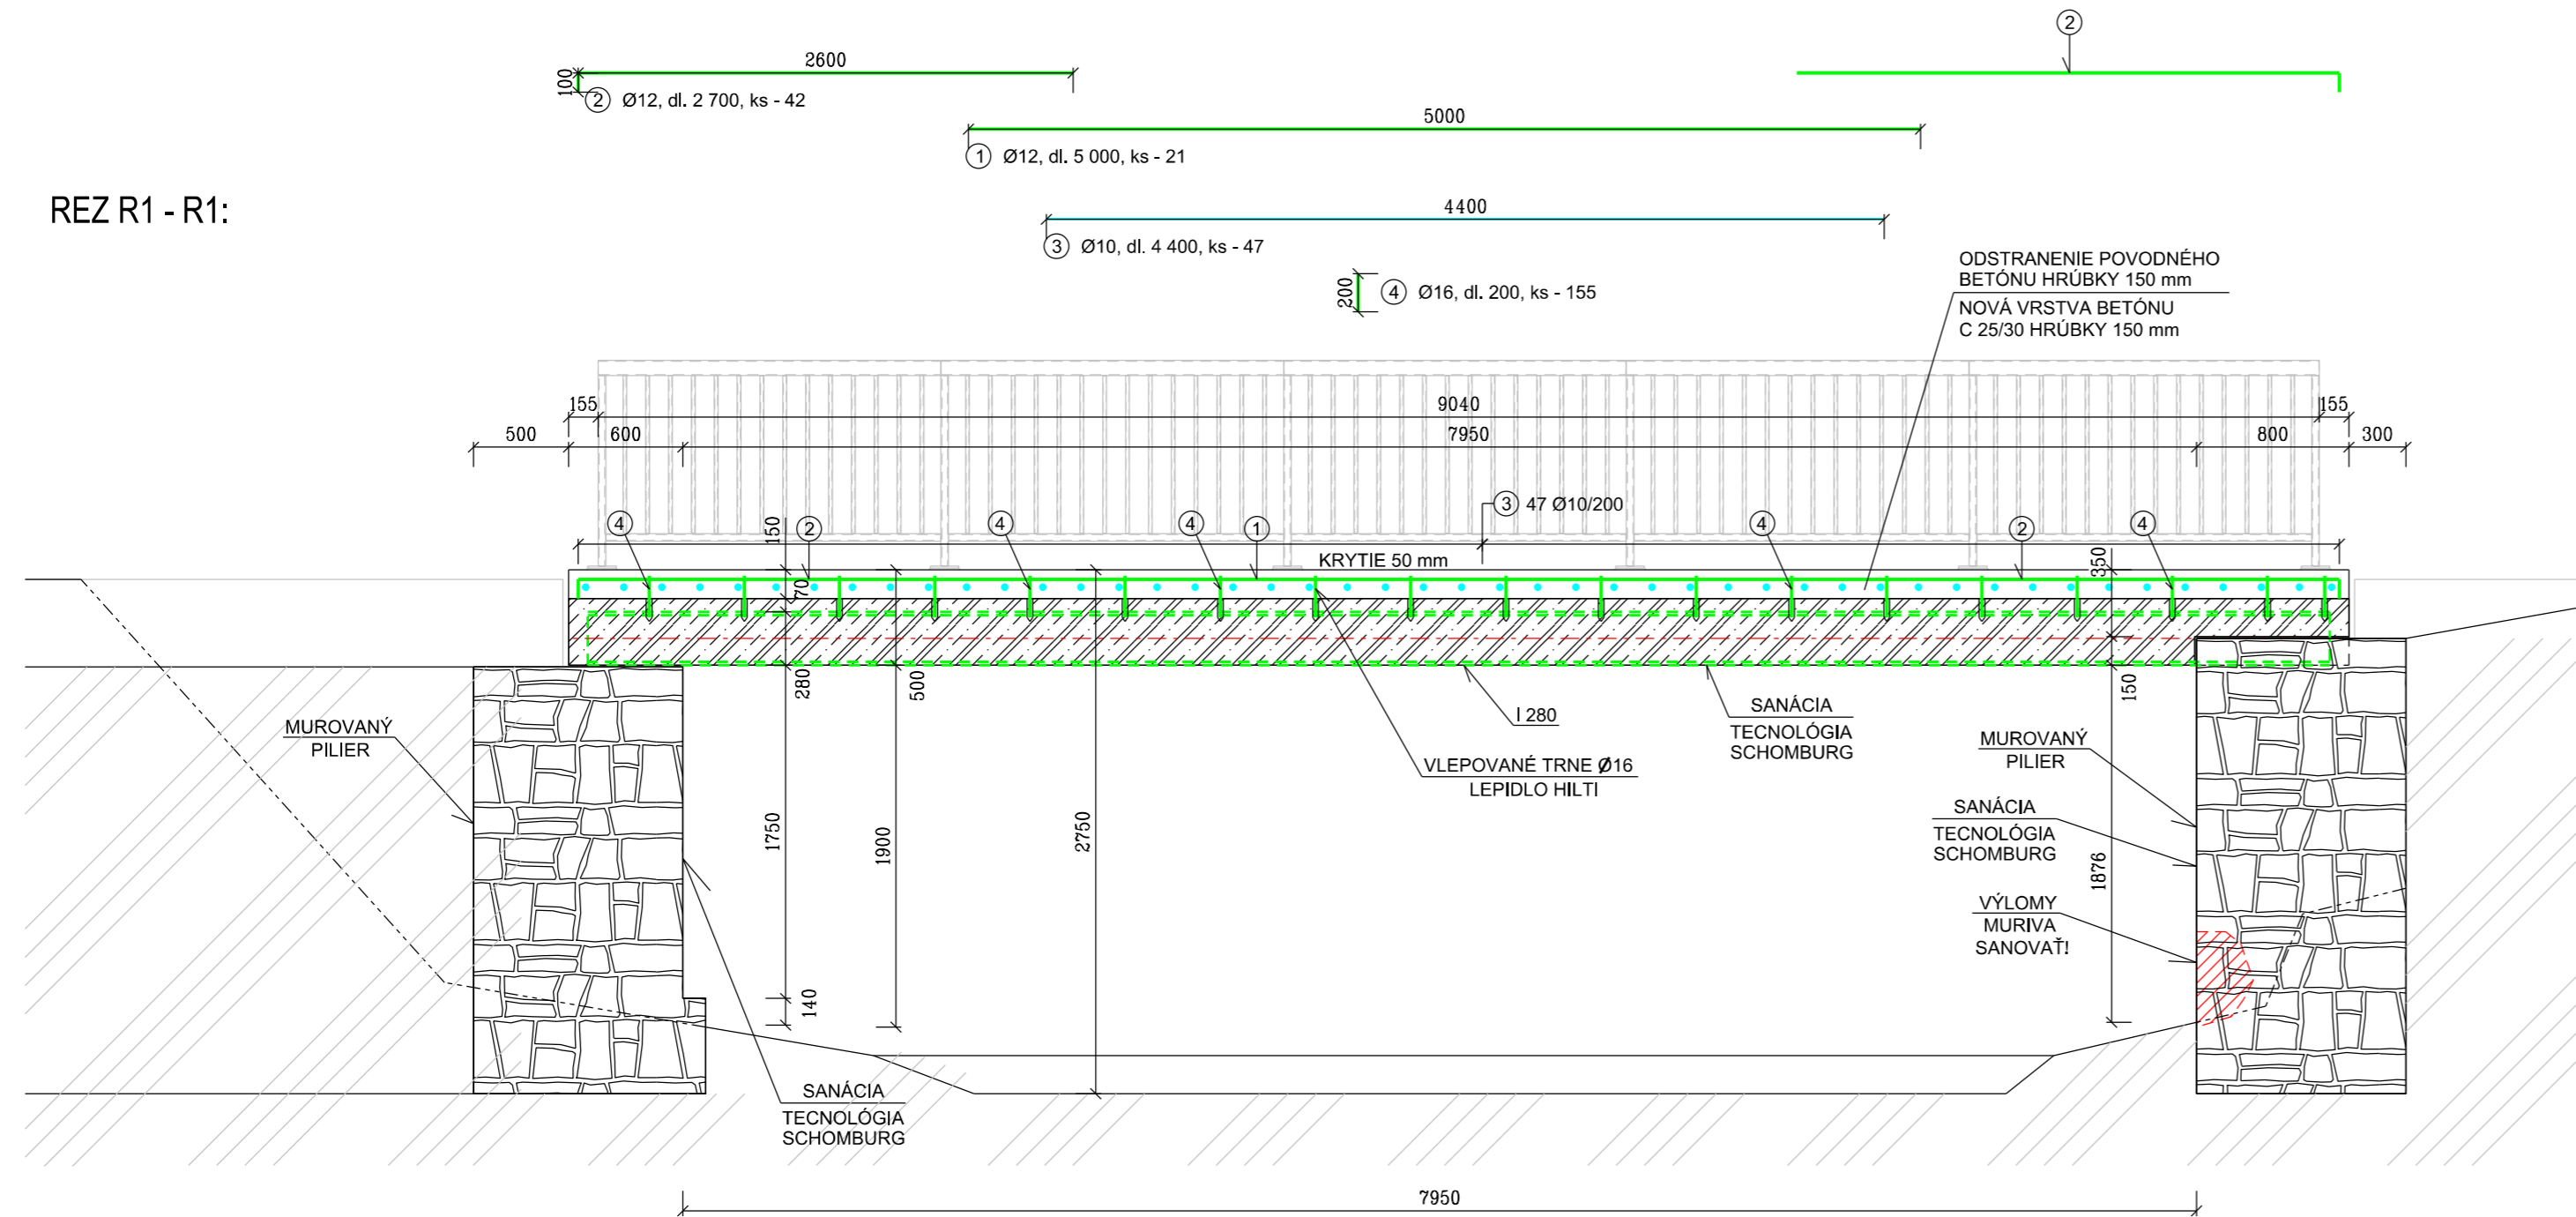 2
2600
100
2 Ø12, dl. 2 700, ks - 42
5000
1 Ø12, dl. 5 000, ks - 21
REZ R1 - R1:
4400
3 Ø10, dl. 4 400, ks - 47
200
4 Ø16, dl. 200, ks - 155
ODSTRANENIE POVODNÉHO
BETÓNU HRÚBKY 150 mm
NOVÁ VRSTVA BETÓNU
C 25/30 HRÚBKY 150 mm
155
9040
155
500
600
7950
800
300
3 47 Ø10/200
4
150
2
4
4
1
4
2
4
KRYTIE 50 mm
350
70
280
500
150
I 280
SANÁCIA
TECNOLÓGIA
SCHOMBURG
MUROVANÝ
PILIER
VLEPOVANÉ TRNE Ø16
LEPIDLO HILTI
MUROVANÝ
PILIER
SANÁCIA
TECNOLÓGIA
SCHOMBURG
1750
1900
2750
1876
VÝLOMY
MURIVA
SANOVAŤ!
140
SANÁCIA
TECNOLÓGIA
SCHOMBURG
7950